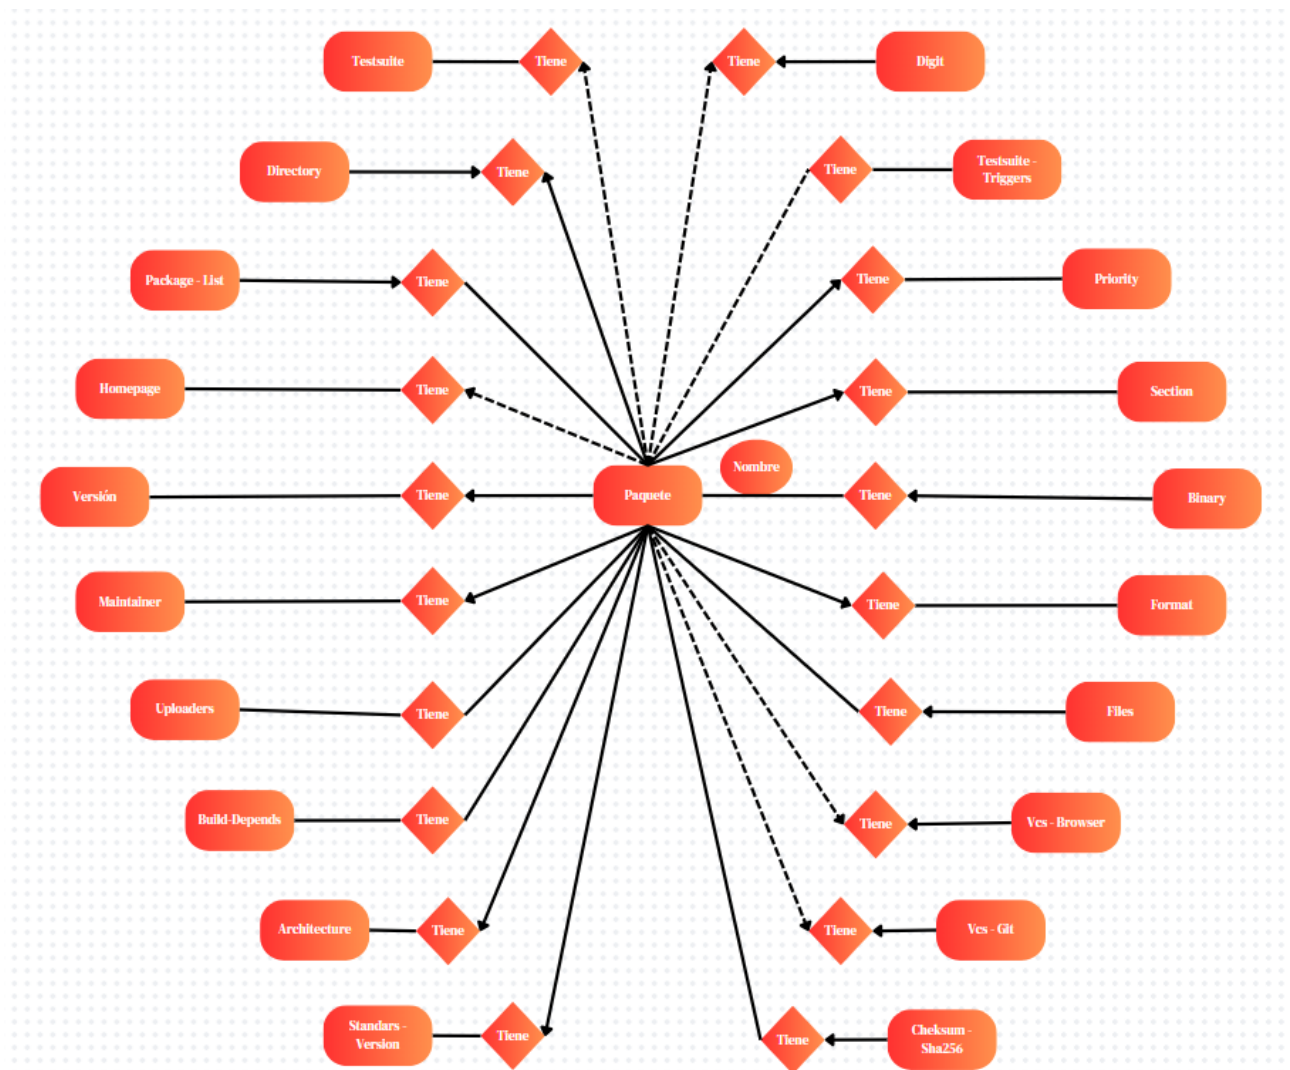 Testsuite
Tiene
Tiene
Digit
Directory
Tiene
Tiene
Testsuite -
Triggers
Package - List
Tiene
Tiene
Priority
Homepage
Tiene
Tiene
Section
Nombre
Versión
Tiene
Paquete
Tiene
Binary
Maintainer
Tiene
Tiene
Format
Uploaders
Tiene
Tiene
Files
Build-Depends
Tiene
Tiene
Vcs - Browser
Architecture
Tiene
Tiene
Vcs - Git
Standars -
Version
Tiene
Tiene
Cheksum -
Sha256